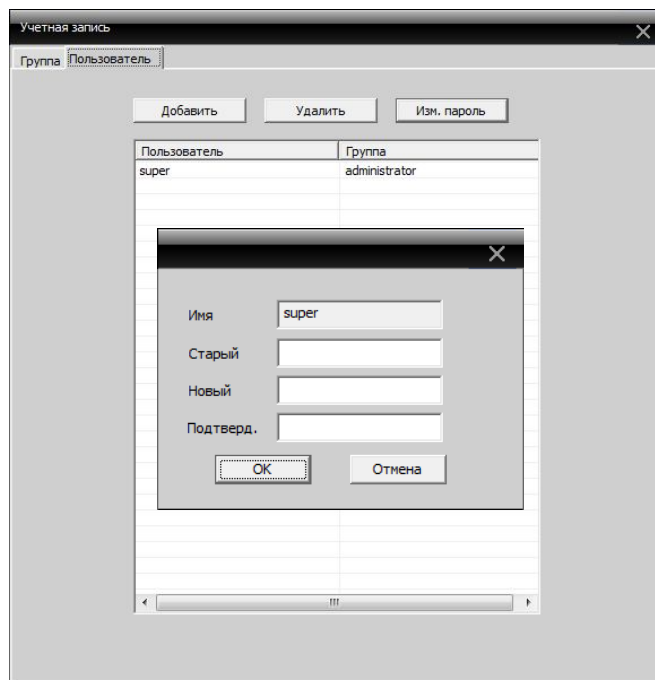 Учетная запись
Группа Пользователь
Добавить Удалить Изм. пароль
Пользователь Группа
super administrator
Имя super
Старый
Новый
Подтверд.
OK Отмена